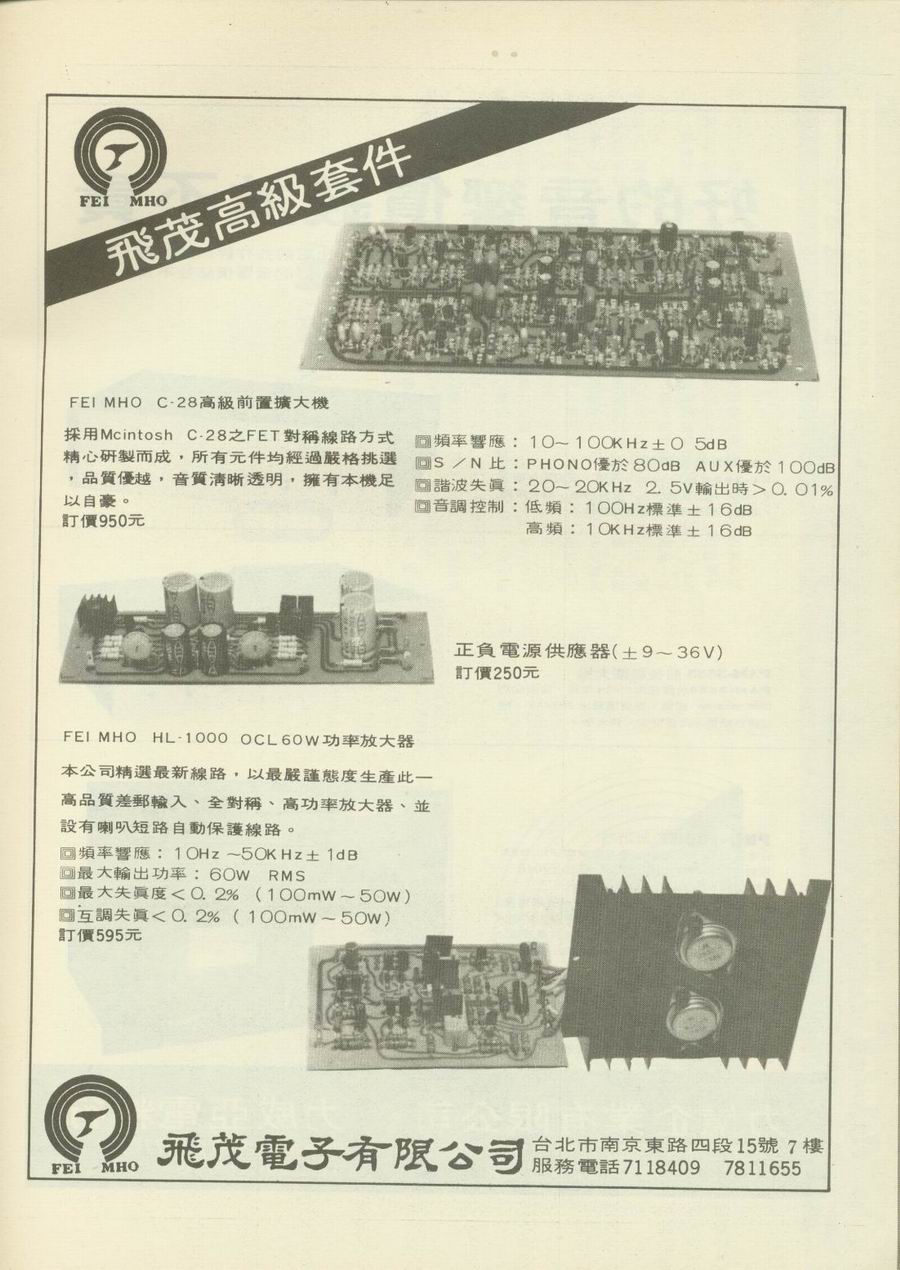 FEI MHO
飛茂高級套件
FEI MHO C-28高級前置擴大機
採用Mcintosh C-28之FET對稱線路方式
精心研製而成，所有元件均經過嚴格挑選
，品質優越，音質清晰透明，擁有本機足
以自豪。
訂價950元
回頻率響應：10～100KHz±0 5dB
回S／N比：PHONO優於80dB AUX優於100dB
回諧波失眞：20～20KHz 2.5V輸出時＞0.01%
回音調控制：低頻：100Hz標準±16dB
高頻：10KHz標準±16dB
正負電源供應器(±9～36V)
訂價250元
FEI MHO HL-1000 OCL60W功率放大器
本公司精選最新線路，以最嚴謹態度生產此一
高品質差郵輸入、全對稱、高功率放大器、並
設有喇叭短路自動保護線路。
回頻率響應：10Hz～50KHz±1dB
回最大輸出功率：60W RMS
回最大失眞度＜0.2%（100mW～50W）
回互調失眞＜0.2%（100mW～50W）
訂價595元
FEI MHO
飛茂電子有限公司
台北市南京東路四段15號7樓
服務電話7118409 7811655